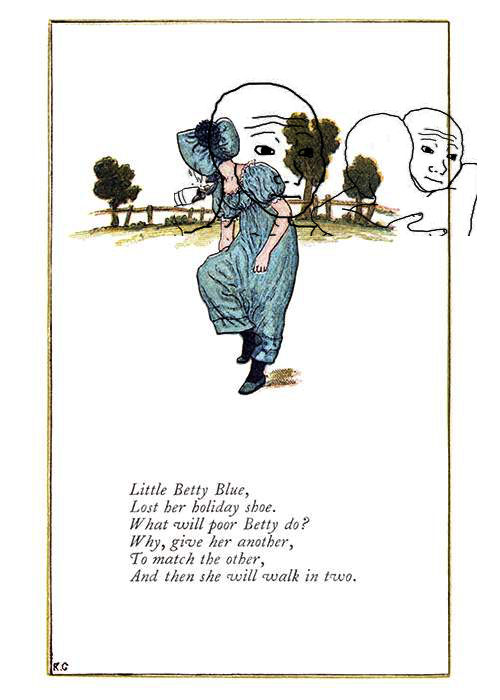 Little Betty Blue,
Lost her holiday shoe.
What will poor Betty do?
Why, give her another,
To match the other,
And then she will walk in two.
K.G